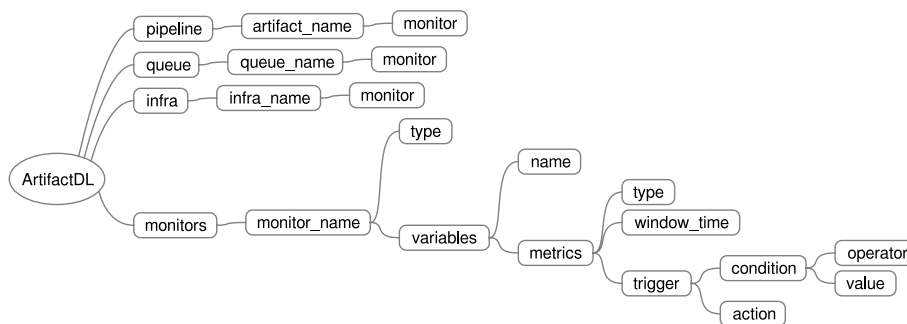 pipeline artifact_name monitor
queue queue_name monitor
infra infra_name monitor
type
name
ArtifactDL
type
monitors monitor_name
window_time
variables
metrics
operator
condition
trigger
value
action